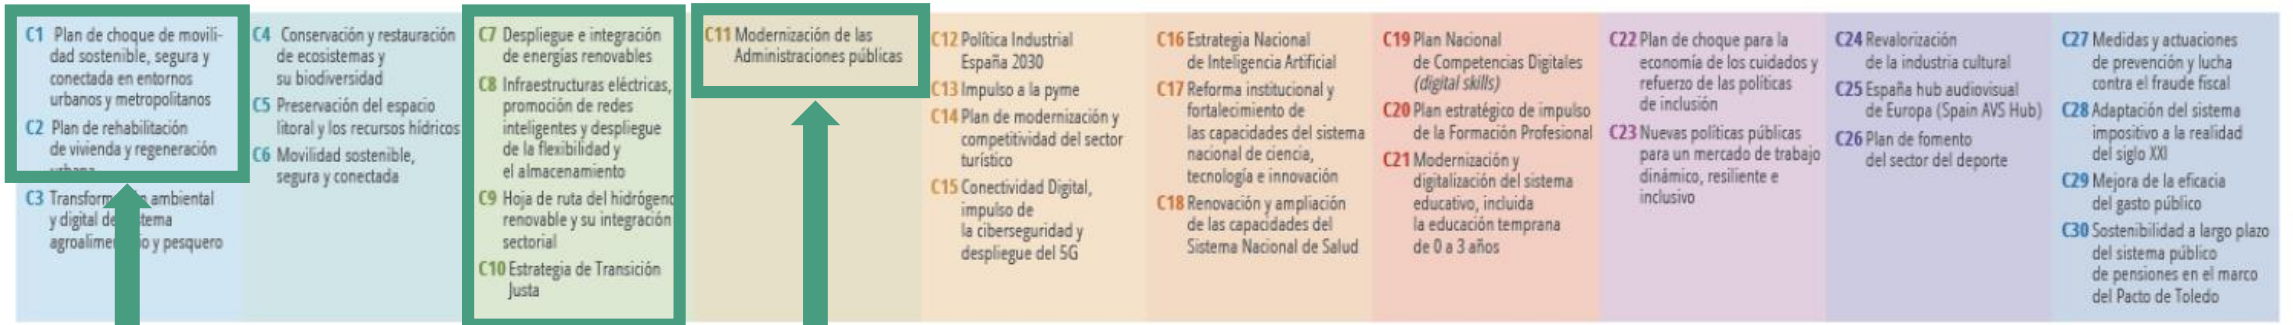 C1 Plan de choque de movili-
dad sostenible, segura y
conectada en entornos
urbanos y metropolitanos
C2 Plan de rehabilitación
de vivienda y regeneración
C3 ambiental
y digital
y pesquero
C4 Conservación y restauración
de ecosistemas y
su biodiversidad
C5 Preservación del espacio
litoral y los recursos hídricos
C6 Movilidad sostenible,
segura y conectada
C7 Despliegue e integración
de energías renovables
C8 Infraestructuras eléctricas,
promoción de redes
inteligentes y despliegue
de la flexibilidad y
el almacenamiento
C9 Hoja de ruta del hidrógeno
renovable y su integración
sectorial
C10 Estrategia de Transición
Justa
C11 Modernización de las
Administraciones públicas
C12 Política Industrial
España 2030
C13 Impulso a la pyme
C14 Plan de modernización y
competitividad del sector
turístico
C15 Conectividad Digital,
impulso de
la ciberseguridad y
despliegue del 5G
C16 Estrategia Nacional
de Inteligencia Artificial
C17 Reforma institucional y
fortalecimiento de
las capacidades del sistema
nacional de ciencia,
tecnología e innovación
C18 Renovación y ampliación
de las capacidades del
Sistema Nacional de Salud
C19 Plan Nacional
de Competencias Digitales
(digital skills)
C20 Plan estratégico de impulso
de la Formación Profesional
C21 Modernización y
digitalización del sistema
educativo, incluida
la educación temprana
de 0 a 3 años
C22 Plan de choque para la
economía de los cuidados y
refuerzo de las políticas
de inclusión
C23 Nuevas políticas públicas
para un mercado de trabajo
dinámico, resiliente e
inclusivo
C24 Revalorización
de la industria cultural
C25 España hub audiovisual
de Europa (Spain AVS Hub)
C26 Plan de fomento
del sector del deporte
C27 Medidas y actuaciones
de prevención y lucha
contra el fraude fiscal
C28 Adaptación del sistema
impositivo a la realidad
del siglo XXI
C29 Mejora de la eficacia
del gasto público
C30 Sostenibilidad a largo plazo
del sistema público
de pensiones en el marco
del Pacto de Toledo